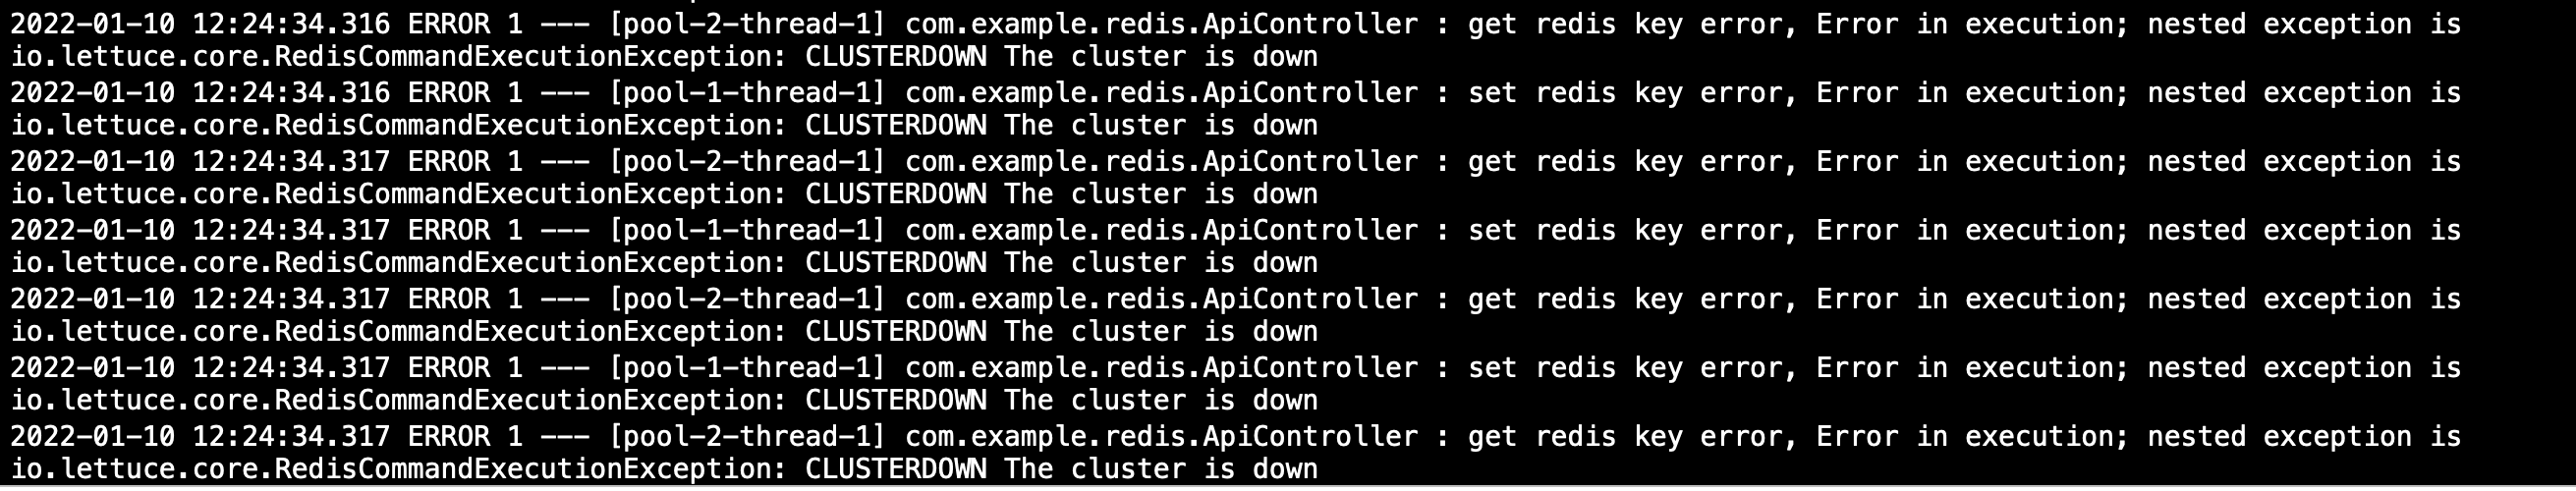 2022-01-10 12:24:34.316 ERROR 1 --- [pool-2-thread-1] com.example.redis.ApiController : get redis key error, Error in execution; nested exception is
io.lettuce.core.RedisCommandExecutionException: CLUSTERDOWN The cluster is down
2022-01-10 12:24:34.316 ERROR 1 --- [pool-1-thread-1] com.example.redis.ApiController : set redis key error, Error in execution; nested exception is
io.lettuce.core.RedisCommandExecutionException: CLUSTERDOWN The cluster is down
2022-01-10 12:24:34.317 ERROR 1 --- [pool-2-thread-1] com.example.redis.ApiController : get redis key error, Error in execution; nested exception is
io.lettuce.core.RedisCommandExecutionException: CLUSTERDOWN The cluster is down
2022-01-10 12:24:34.317 ERROR 1 --- [pool-1-thread-1] com.example.redis.ApiController : set redis key error, Error in execution; nested exception is
io.lettuce.core.RedisCommandExecutionException: CLUSTERDOWN The cluster is down
2022-01-10 12:24:34.317 ERROR 1 --- [pool-2-thread-1] com.example.redis.ApiController : get redis key error, Error in execution; nested exception is
io.lettuce.core.RedisCommandExecutionException: CLUSTERDOWN The cluster is down
2022-01-10 12:24:34.317 ERROR 1 --- [pool-1-thread-1] com.example.redis.ApiController : set redis key error, Error in execution; nested exception is
io.lettuce.core.RedisCommandExecutionException: CLUSTERDOWN The cluster is down
2022-01-10 12:24:34.317 ERROR 1 --- [pool-2-thread-1] com.example.redis.ApiController : get redis key error, Error in execution; nested exception is
io.lettuce.core.RedisCommandExecutionException: CLUSTERDOWN The cluster is down